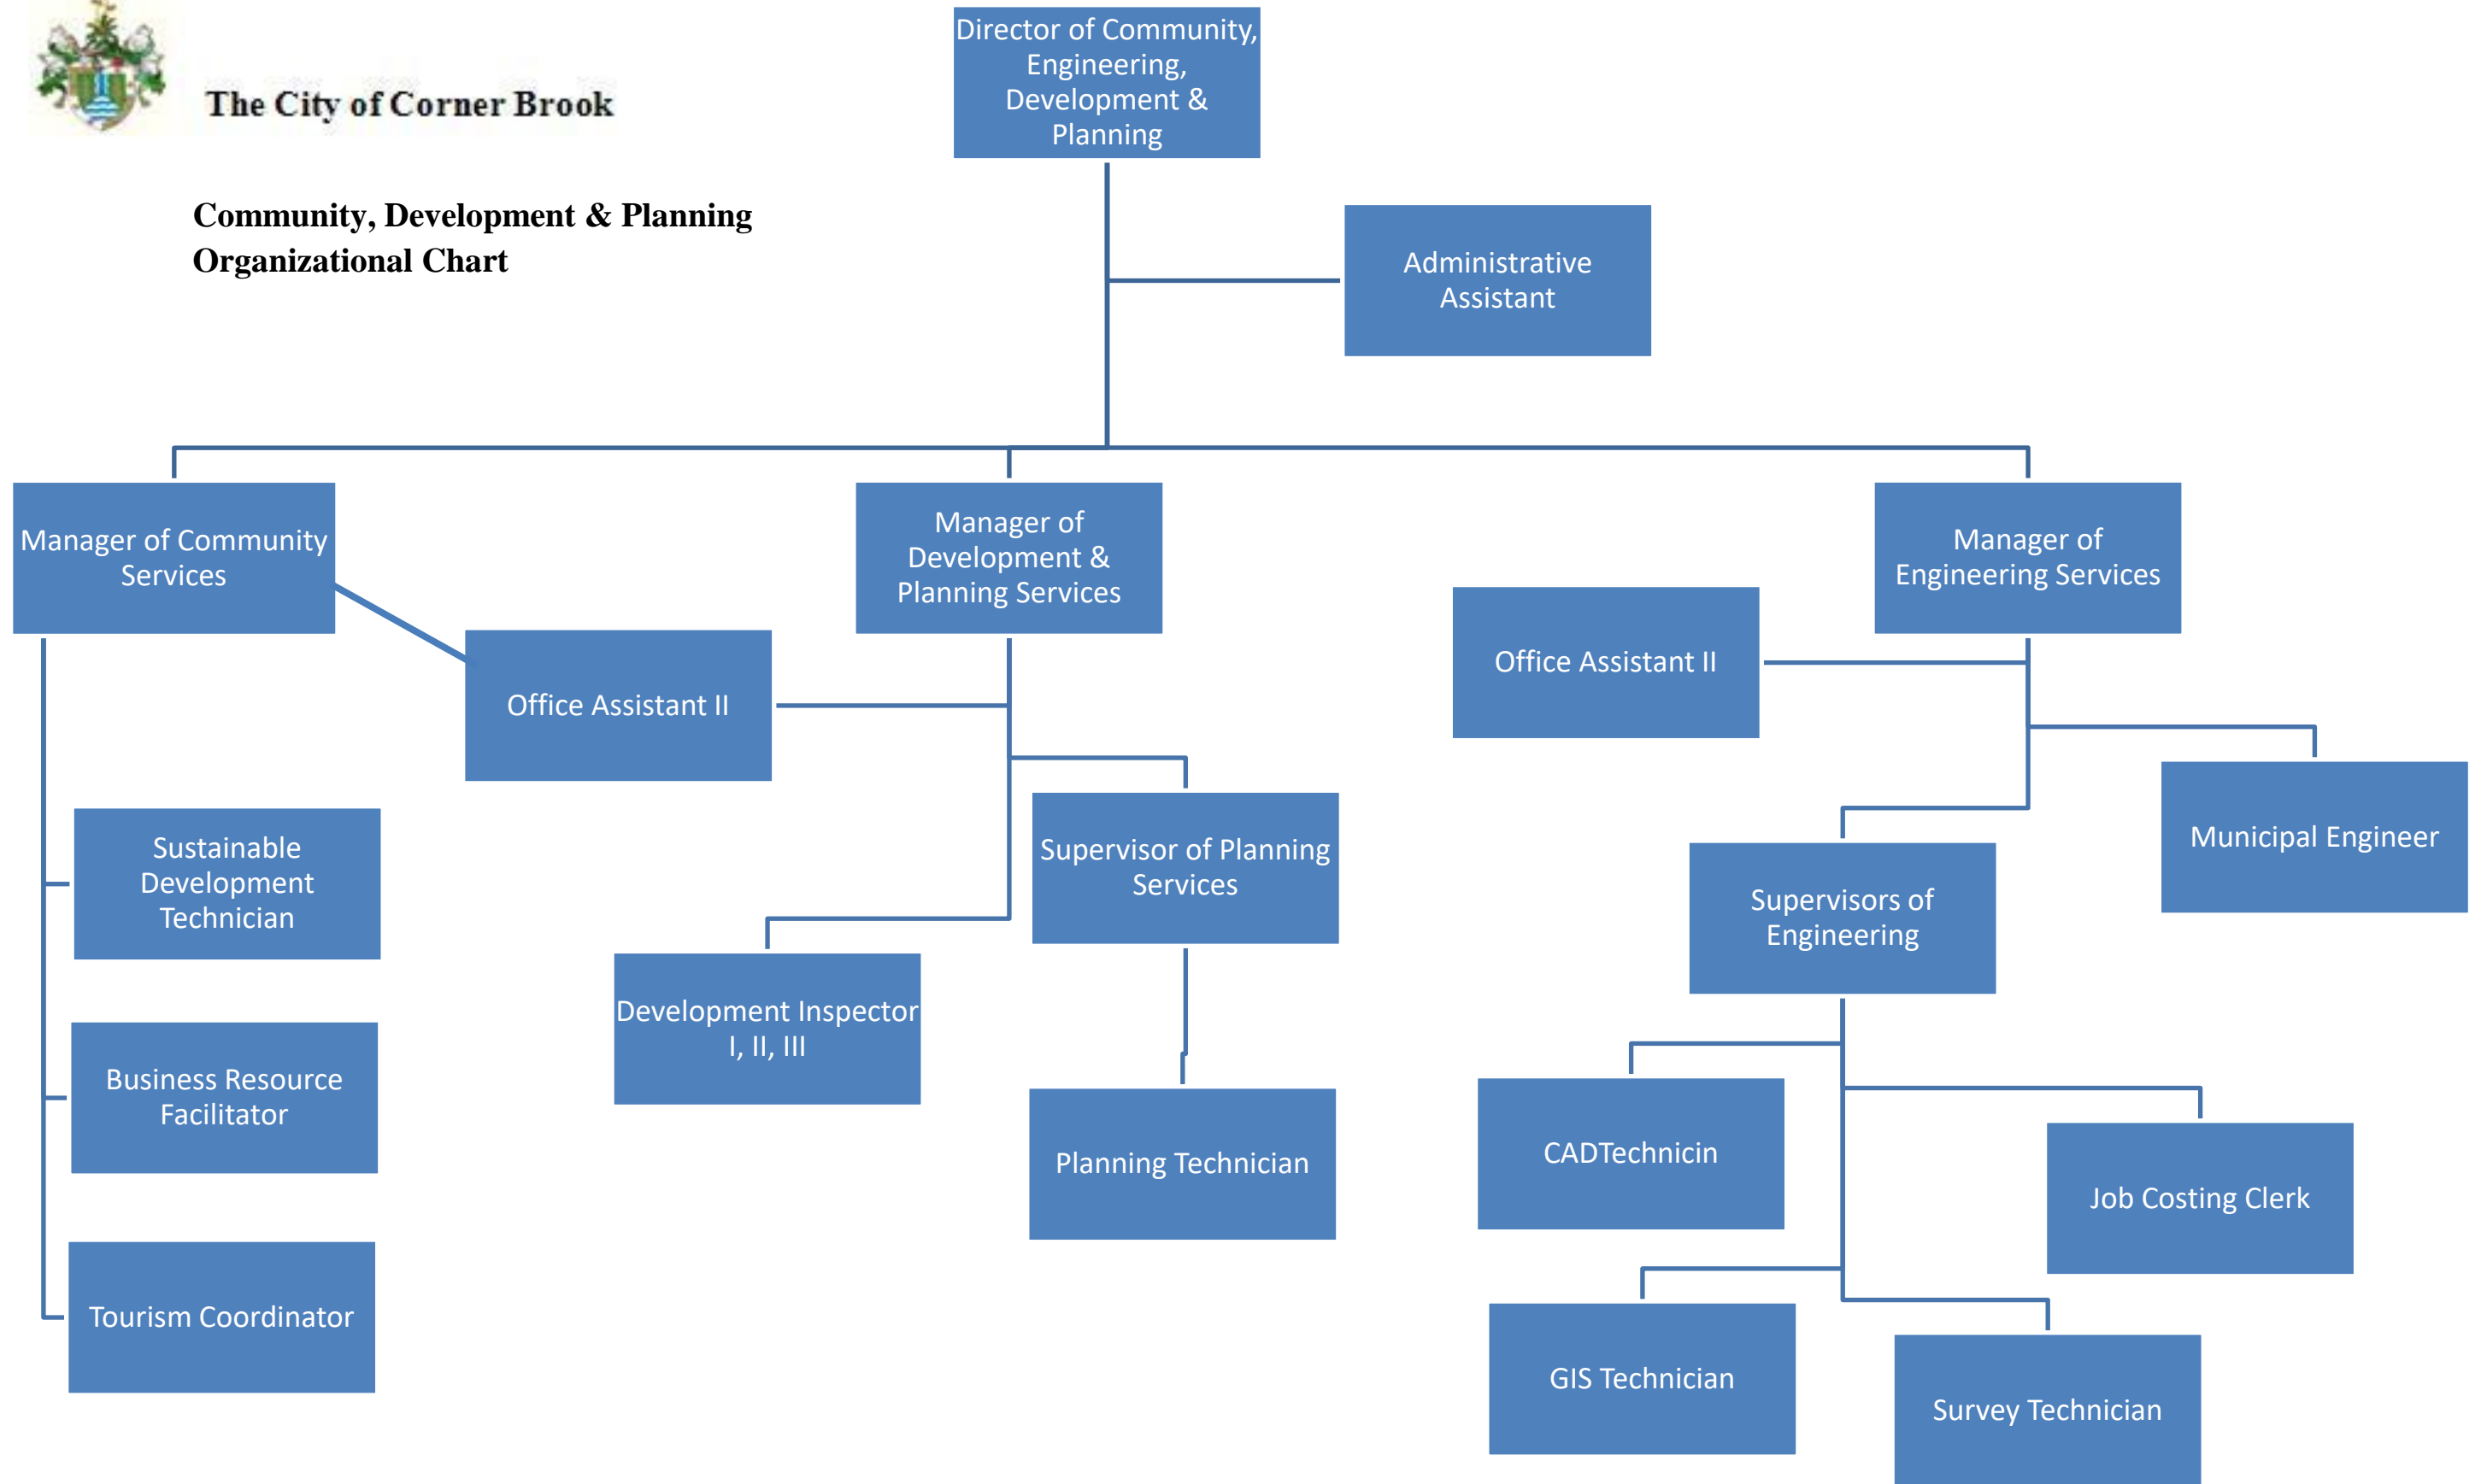 The City of Corner Brook
Community, Development & Planning
Organizational Chart
Director of Community,
Engineering,
Development &
Planning
Administrative
Assistant
Manager of Community
Services
Manager of
Development &
Planning Services
Manager of
Engineering Services
Office Assistant II
Office Assistant II
Sustainable
Development
Technician
Supervisor of Planning
Services
Municipal Engineer
Supervisors of
Engineering
Development Inspector
I, II, III
Business Resource
Facilitator
Planning Technician
CADTechnicin
Job Costing Clerk
Tourism Coordinator
GIS Technician
Survey Technician